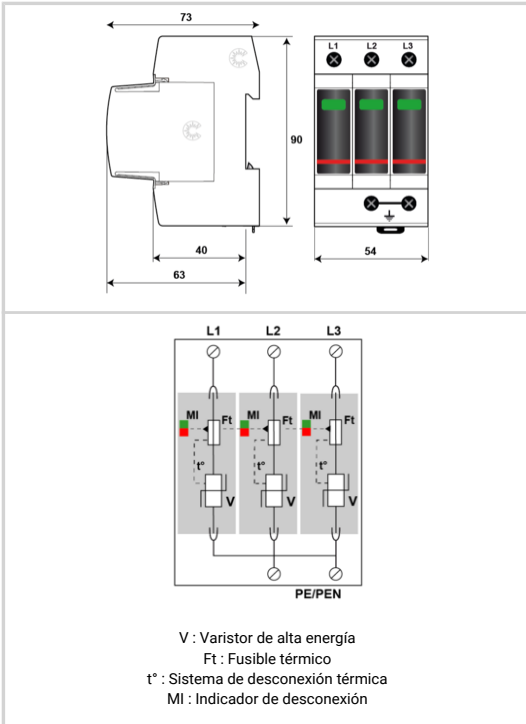 73
L1 L2 L3
90
40
63
54
L1 L2 L3
MI Ft MI Ft MI Ft
t° t° t°
V V V
PE/PEN
V : Varistor de alta energía
Ft : Fusible térmico
t° : Sistema de desconexión térmica
MI : Indicador de desconexión